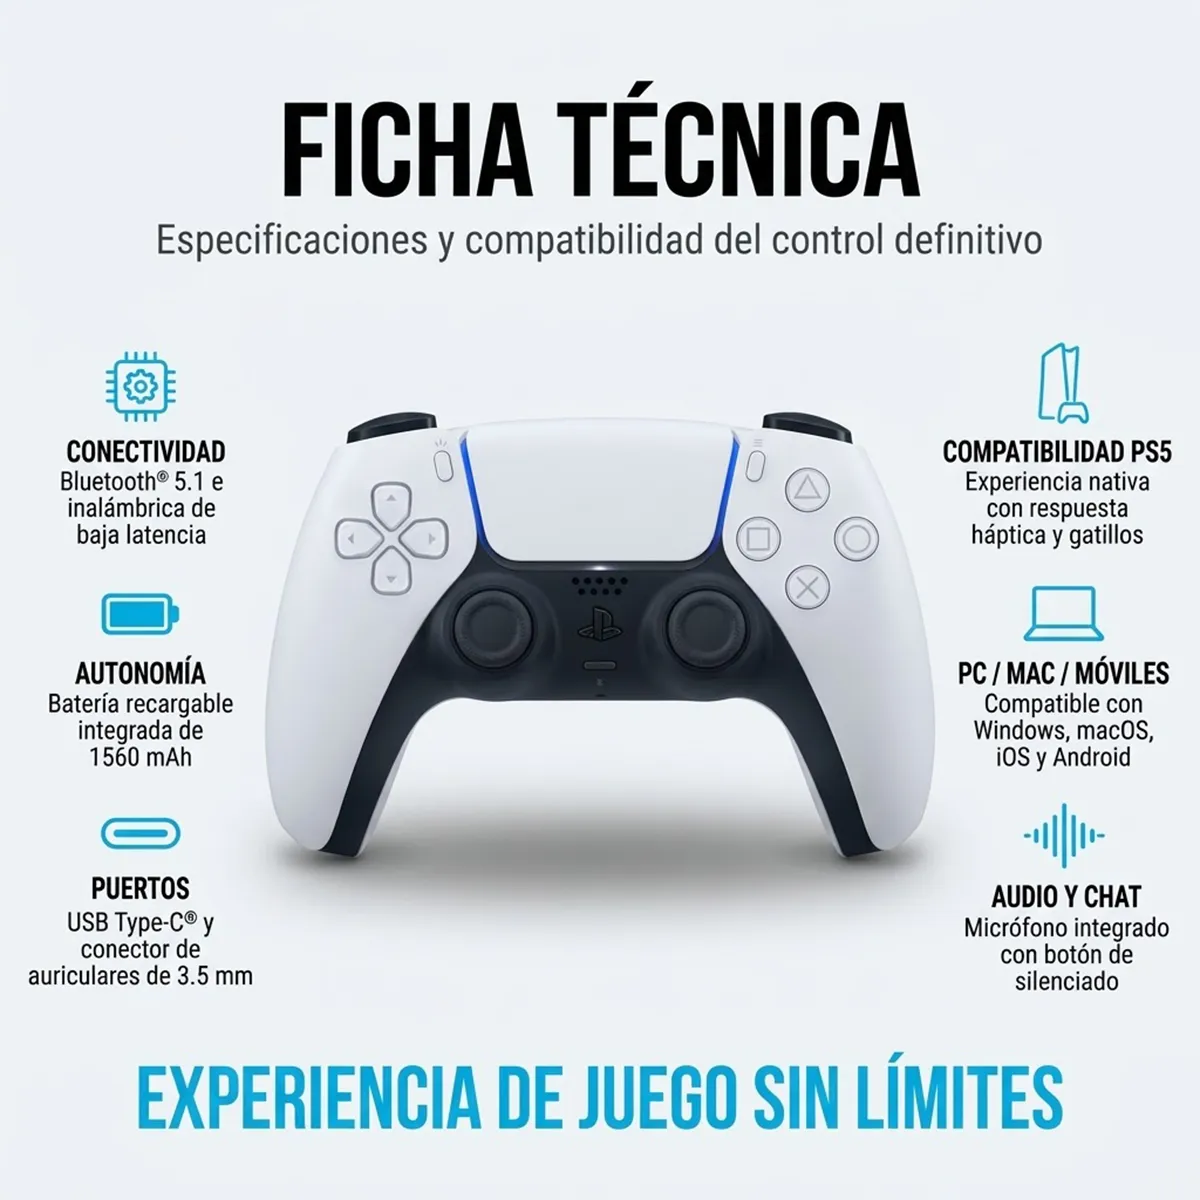 FICHA TÉCNICA
Especificaciones y compatibilidad del control definitivo
CONECTIVIDAD
Bluetooth® 5.1 e
inalámbrica de
baja latencia
AUTONOMÍA
Batería recargable
integrada de
1560 mAh
PUERTOS
USB Type-C® y
conector de
auriculares de 3.5 mm
COMPATIBILIDAD PS5
Experiencia nativa
con respuesta
háptica y gatillos
PC / MAC / MÓVILES
Compatible con
Windows, macOS,
iOS y Android
AUDIO Y CHAT
Micrófono integrado
con botón de
silenciado
EXPERIENCIA DE JUEGO SIN LÍMITES